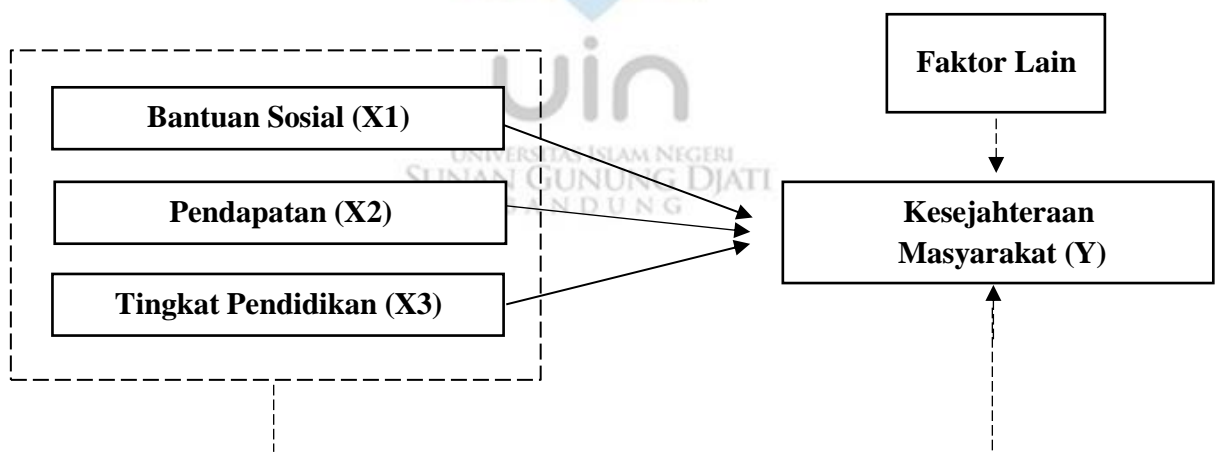 Faktor Lain
uin
Bantuan Sosial (X1)
UNIVERSITAS ISLAM NEGERI
SUNAN GUNUNG DJATI
BANDUNG
Pendapatan (X2)
Kesejahteraan
Masyarakat (Y)
Tingkat Pendidikan (X3)